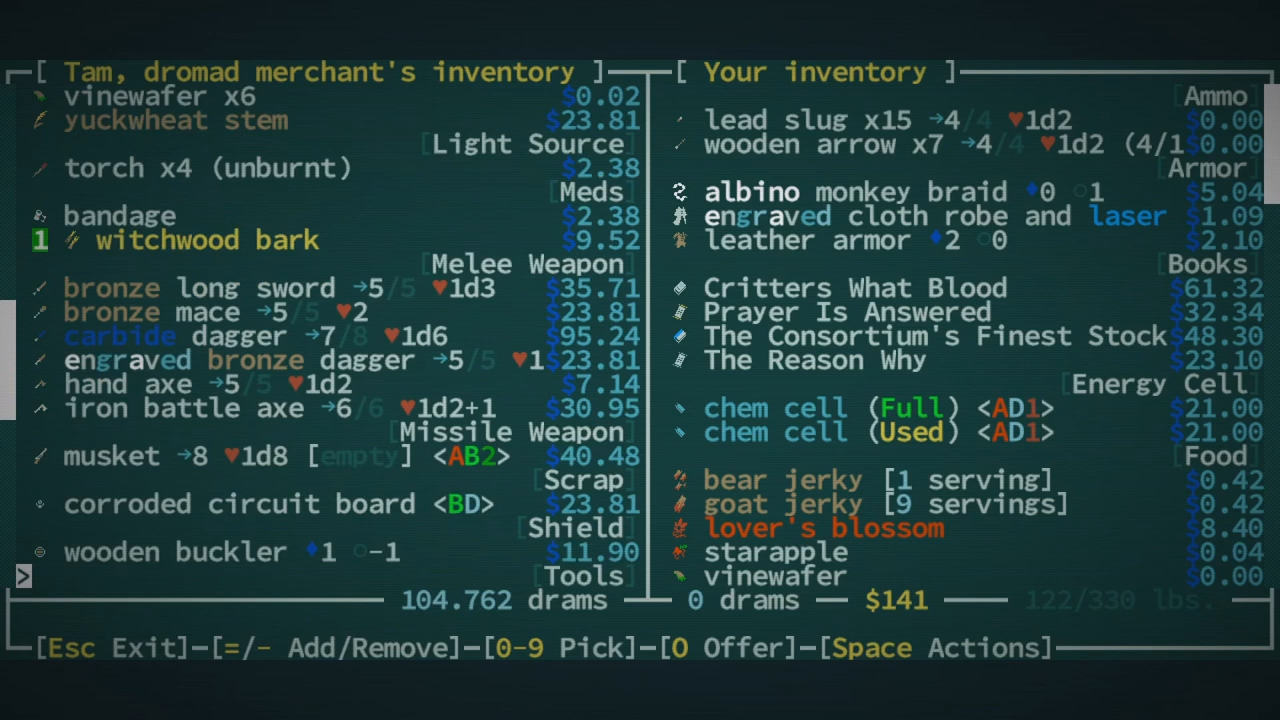 [ Tam, dromad merchant's inventory ]
vinewafer x6 $0.02
yuckwheat stem $23.81
[Light Source]
torch x4 (unburnt) $2.38
[Meds]
bandage $2.38
1 witchwood bark $9.52
[Melee Weapon]
bronze long sword →5/5 ♥1d3 $35.71
bronze mace →5/5 ♥2 $23.81
carbide dagger →7/8 ♥1d6 $95.24
engraved bronze dagger →5/5 ♥1 $23.81
hand axe →5/5 ♥1d2 $7.14
iron battle axe →6/6 ♥1d2+1 $30.95
[Missile Weapon]
musket →8 ♥1d8 [empty] <AB2> $40.48
[Scrap]
corroded circuit board <BD> $23.81
[Shield]
wooden buckler ♦1 ○-1 $11.90
> [Tools]
104.762 drams
[ Your inventory ]
[Ammo]
lead slug x15 →4/4 ♥1d2 $0.00
wooden arrow x7 →4/4 ♥1d2 (4/1 $0.00
[Armor]
albino monkey braid ♦0 ○1 $5.04
engraved cloth robe and laser $1.09
leather armor ♦2 ○0 $2.10
[Books]
Critters What Blood $61.32
Prayer Is Answered $32.34
The Consortium's Finest Stock $48.30
The Reason Why $23.10
[Energy Cell]
chem cell (Full) <AD1> $21.00
chem cell (Used) <AD1> $21.00
[Food]
bear jerky [1 serving] $0.42
goat jerky [9 servings] $0.42
lover's blossom $8.40
starapple $0.04
vinewafer $0.00
0 drams — $141 — 122/330 lbs.
[Esc Exit]-[=/- Add/Remove]-[0-9 Pick]-[O Offer]-[Space Actions]